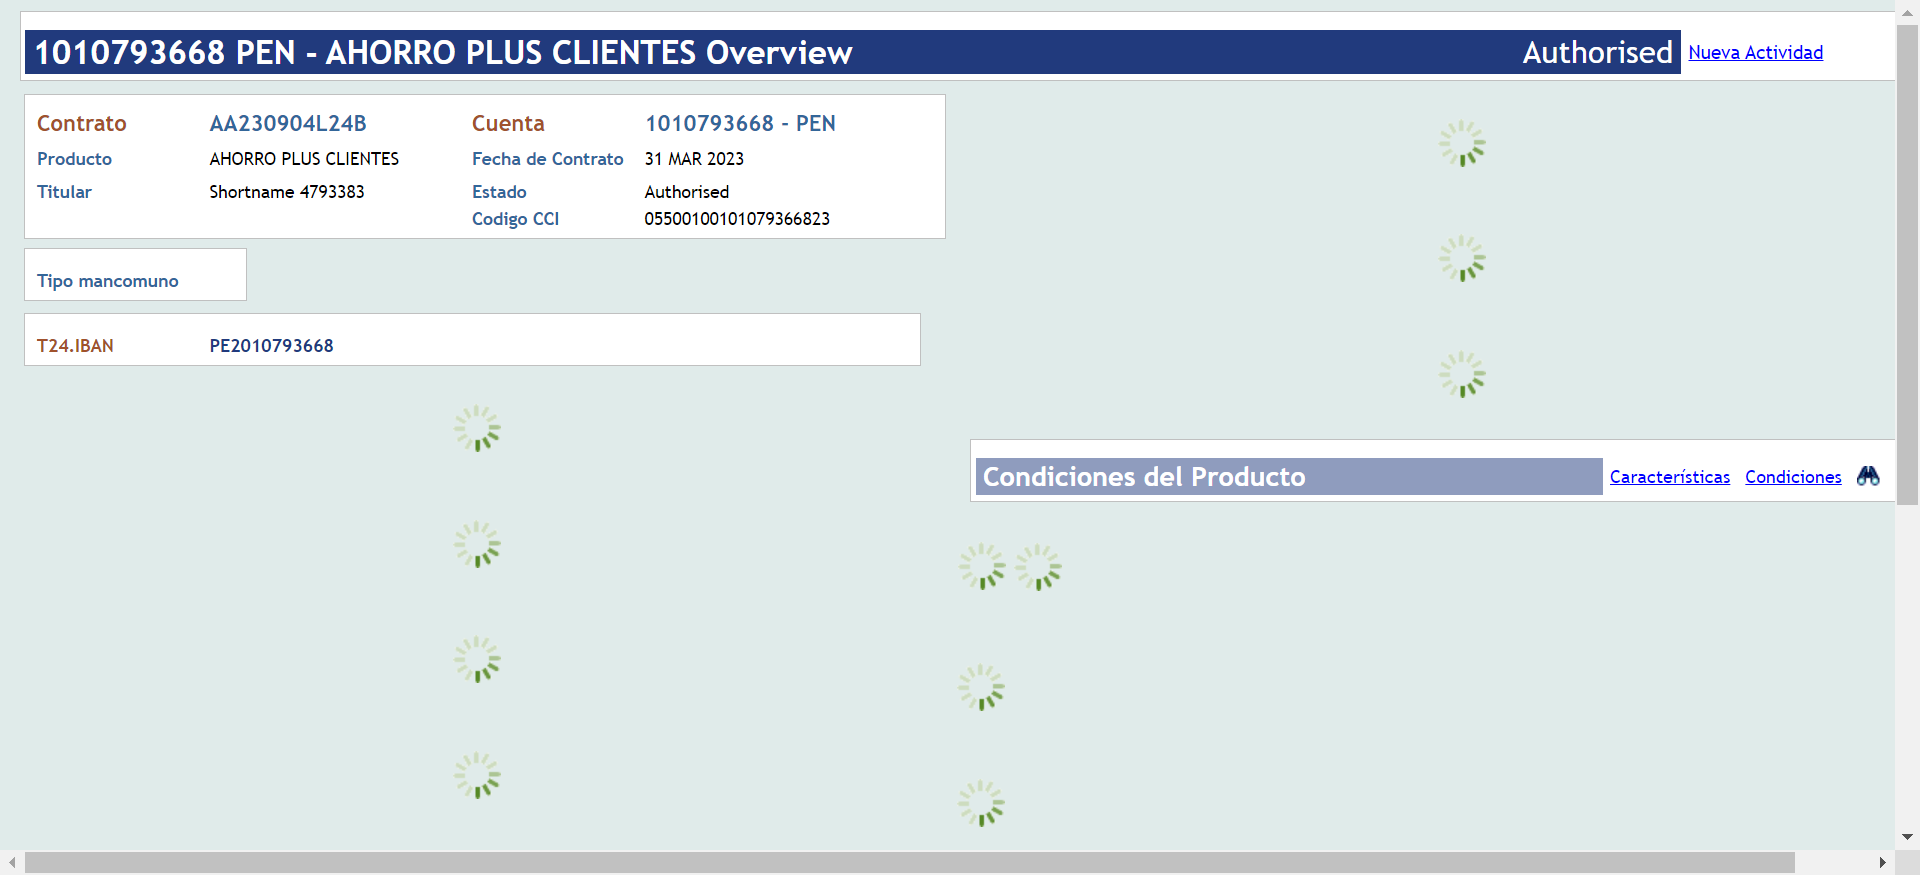 1010793668 PEN - AHORRO PLUS CLIENTES Overview Authorised Nueva Actividad
Contrato AA230904L24B Cuenta 1010793668 - PEN
Producto AHORRO PLUS CLIENTES Fecha de Contrato 31 MAR 2023
Titular Shortname 4793383 Estado Authorised
Codigo CCI 05500100101079366823
Tipo mancomuno
T24.IBAN PE2010793668
Condiciones del Producto Características Condiciones